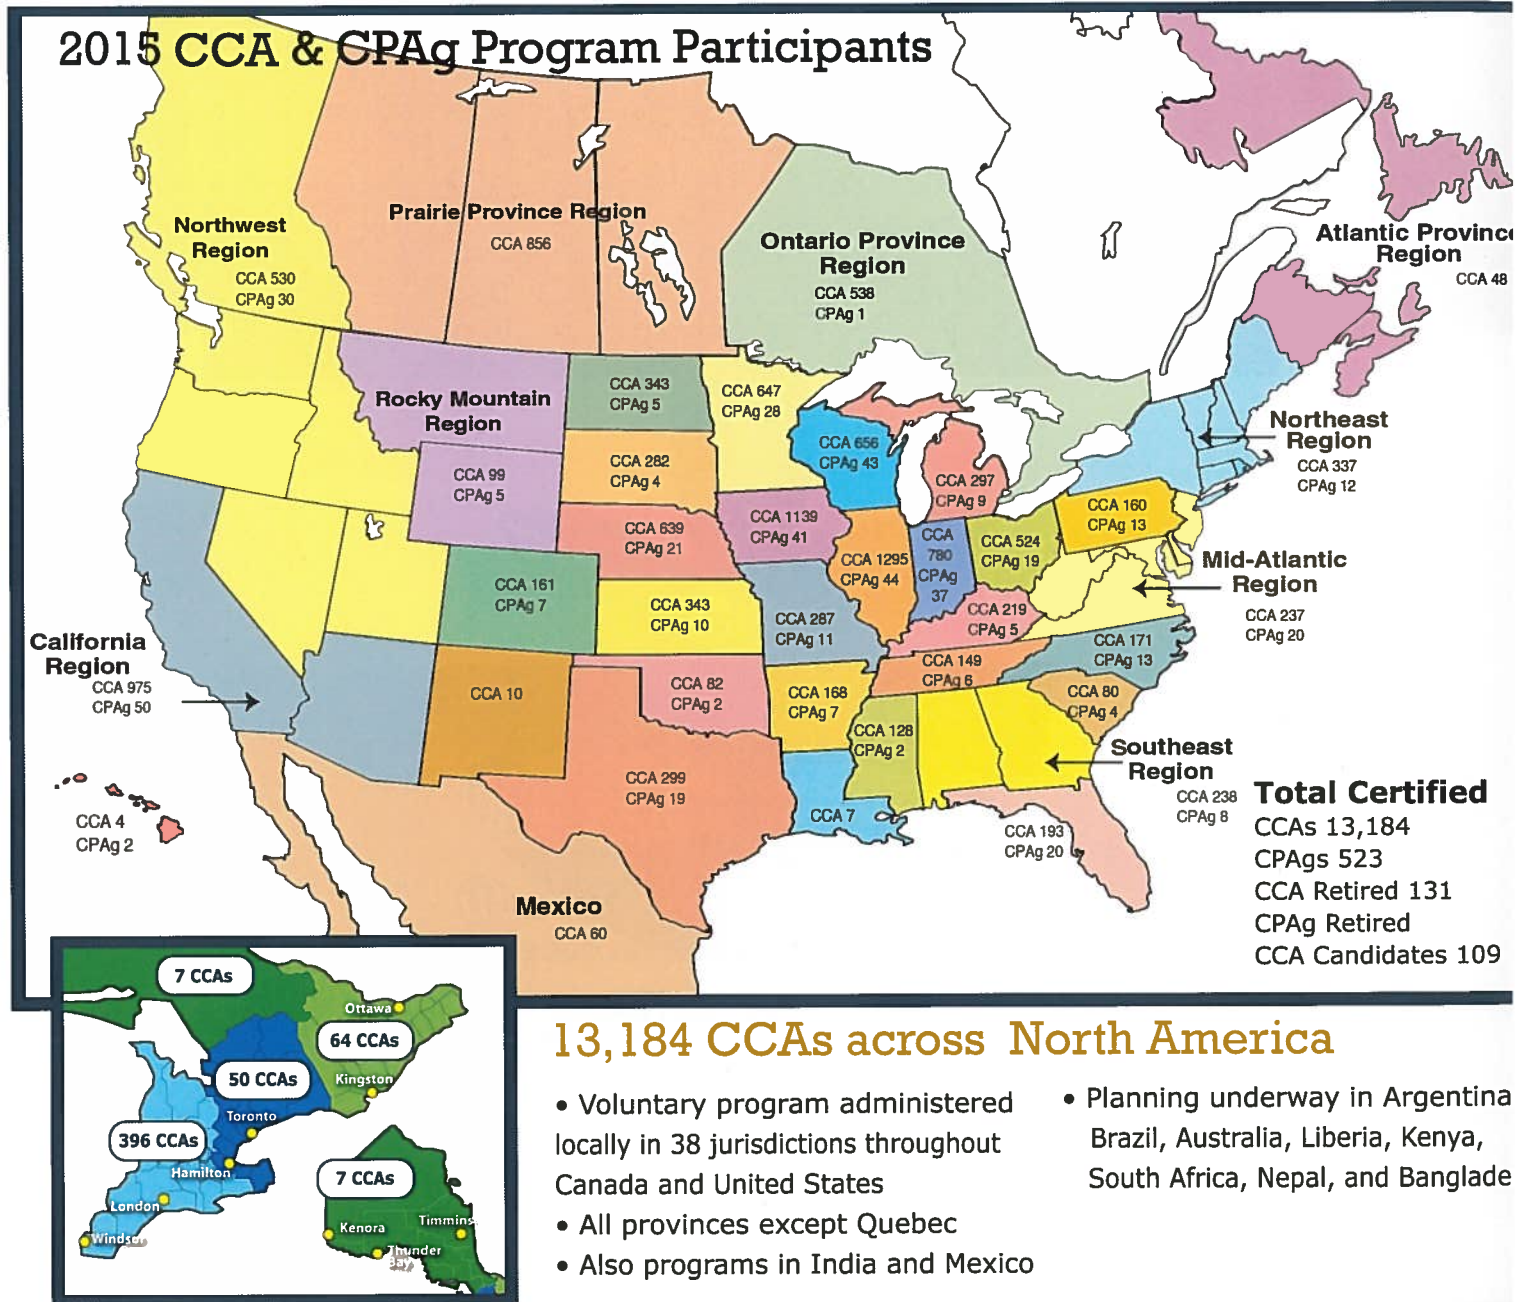 2015 CCA & CPAg Program Participants
Northwest
Region
CCA 530
CPAg 30
Prairie Province Region
CCA 856
Ontario Province
Region
CCA 538
CPAg 1
Atlantic Province
Region
CCA 48
Rocky Mountain
Region
CCA 99
CPAg 5
CCA 343
CPAg 5
CCA 647
CPAg 28
CCA 656
CPAg 43
CCA 297
CPAg 9
Northeast
Region
CCA 337
CPAg 12
CCA 282
CPAg 4
CCA 639
CPAg 21
CCA 1139
CPAg 41
CCA 1295
CPAg 44
CCA
780
CPAg
37
CCA 524
CPAg 19
CCA 160
CPAg 13
Mid-Atlantic
Region
CCA 237
CPAg 20
CCA 161
CPAg 7
CCA 343
CPAg 10
CCA 287
CPAg 11
CCA 219
CPAg 5
CCA 171
CPAg 13
California
Region
CCA 975
CPAg 50
CCA 10
CCA 82
CPAg 2
CCA 168
CPAg 7
CCA 149
CPAg 6
CCA 80
CPAg 4
CCA 128
CPAg 2
Southeast
Region
CCA 238
CPAg 8
CCA 299
CPAg 19
CCA 7
CCA 193
CPAg 20
CCA 4
CPAg 2
Mexico
CCA 60
Total Certified
CCAs 13,184
CPAgs 523
CCA Retired 131
CPAg Retired
CCA Candidates 109
7 CCAs
Ottawa
64 CCAs
50 CCAs
Kingston
Toronto
396 CCAs
Hamilton
London
Windsor
7 CCAs
Kenora
Timmins
Thunder
Bay
13,184 CCAs across North America
• Voluntary program administered
locally in 38 jurisdictions throughout
Canada and United States
• All provinces except Quebec
• Also programs in India and Mexico
• Planning underway in Argentina
Brazil, Australia, Liberia, Kenya,
South Africa, Nepal, and Banglade